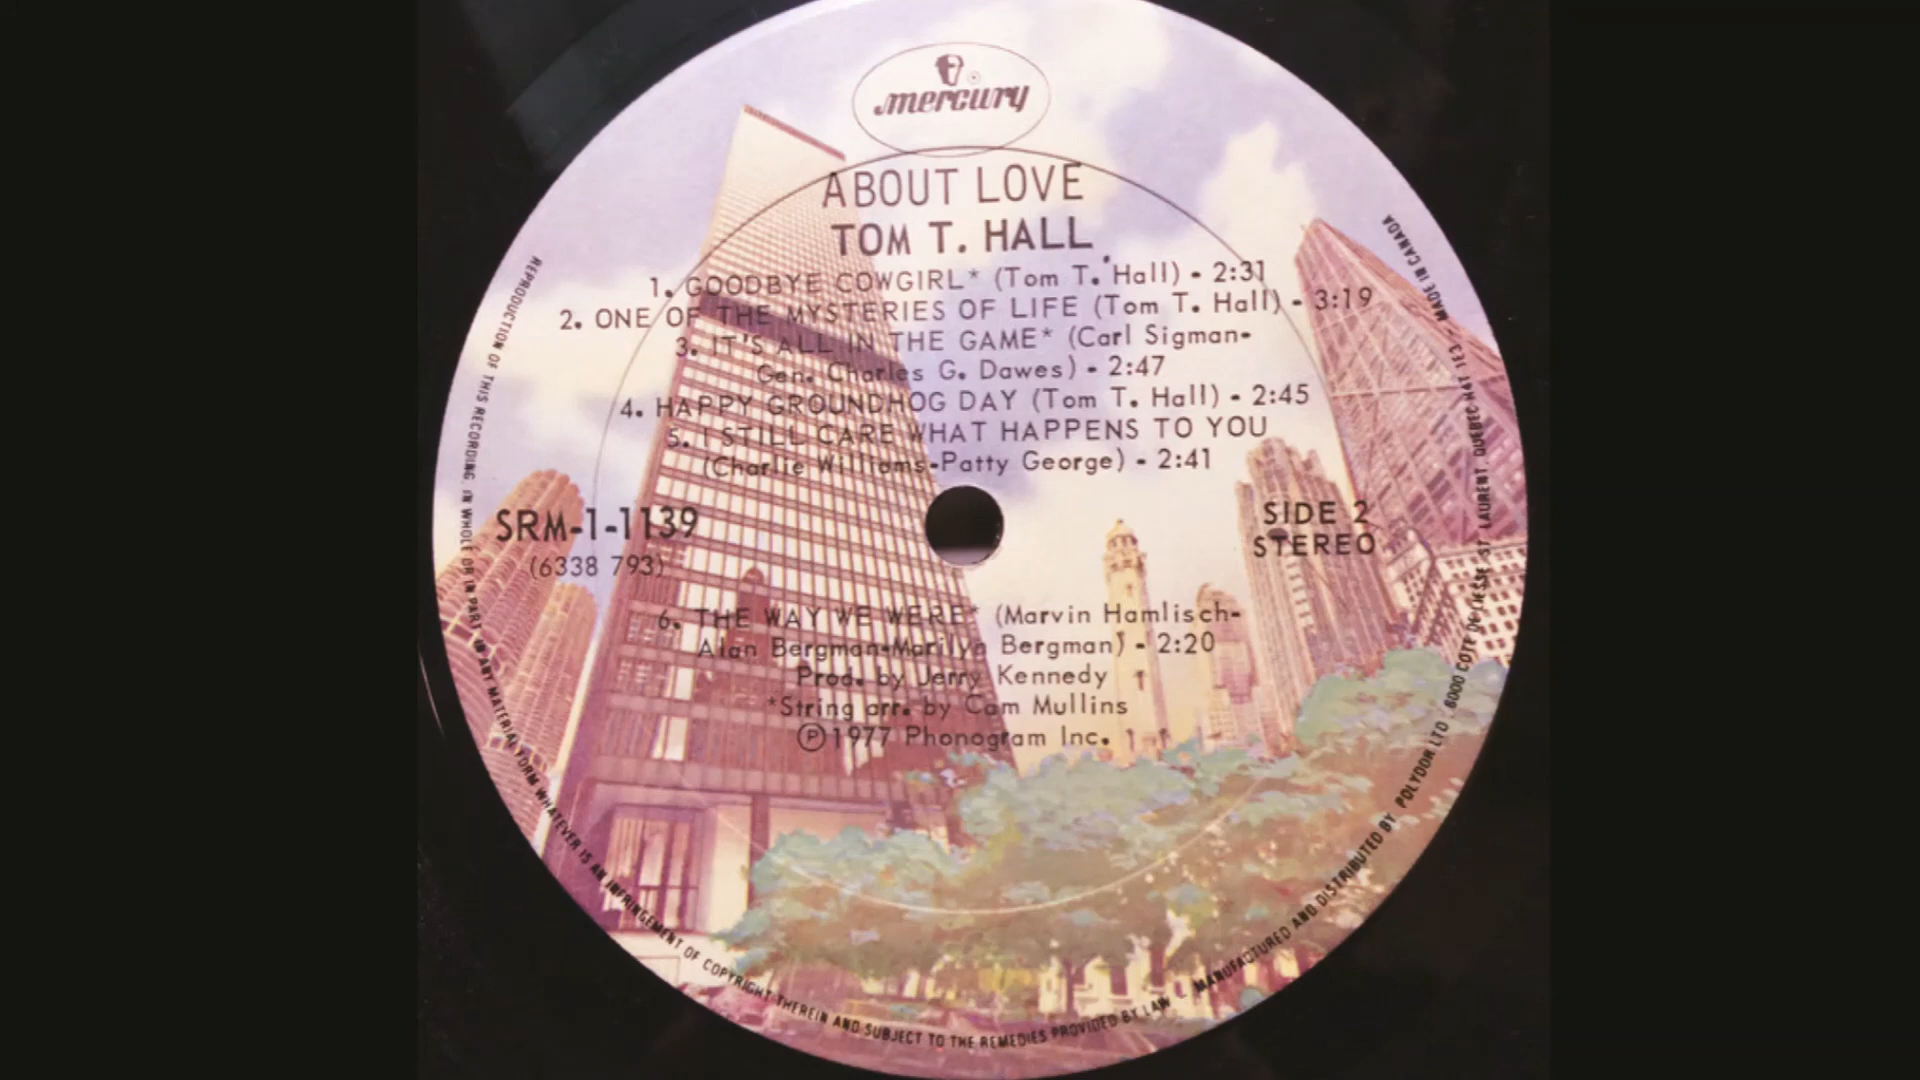 mercury
ABOUT LOVE
TOM T. HALL
1. GOODBYE COWGIRL* (Tom T. Hall) - 2:31
2. ONE OF THE MYSTERIES OF LIFE (Tom T. Hall) - 3:19
3. IT'S ALL IN THE GAME* (Carl Sigman-
Gen. Charles G. Dawes) - 2:47
4. HAPPY GROUNDHOG DAY (Tom T. Hall) - 2:45
5. I STILL CARE WHAT HAPPENS TO YOU
(Charlie Williams-Patty George) - 2:41
SRM-1-1139
(6338 793)
SIDE 2
STEREO
6. THE WAY WE WERE* (Marvin Hamlisch-
Alan Bergman-Marilyn Bergman) - 2:20
Prod. by Jerry Kennedy
*String arr. by Cam Mullins
Ⓟ1977 Phonogram Inc.
REPRODUCTION OF THIS RECORDING, IN WHOLE OR IN PART IN ANY MATERIAL FORM WHATEVER IS AN INFRINGEMENT OF COPYRIGHT THEREIN AND SUBJECT TO THE REMEDIES PROVIDED BY LAW - MANUFACTURED AND DISTRIBUTED BY POLYDOR LTD. 6000 COTE DE LIESSE, ST. LAURENT, QUEBEC H4T 1E3. MADE IN CANADA